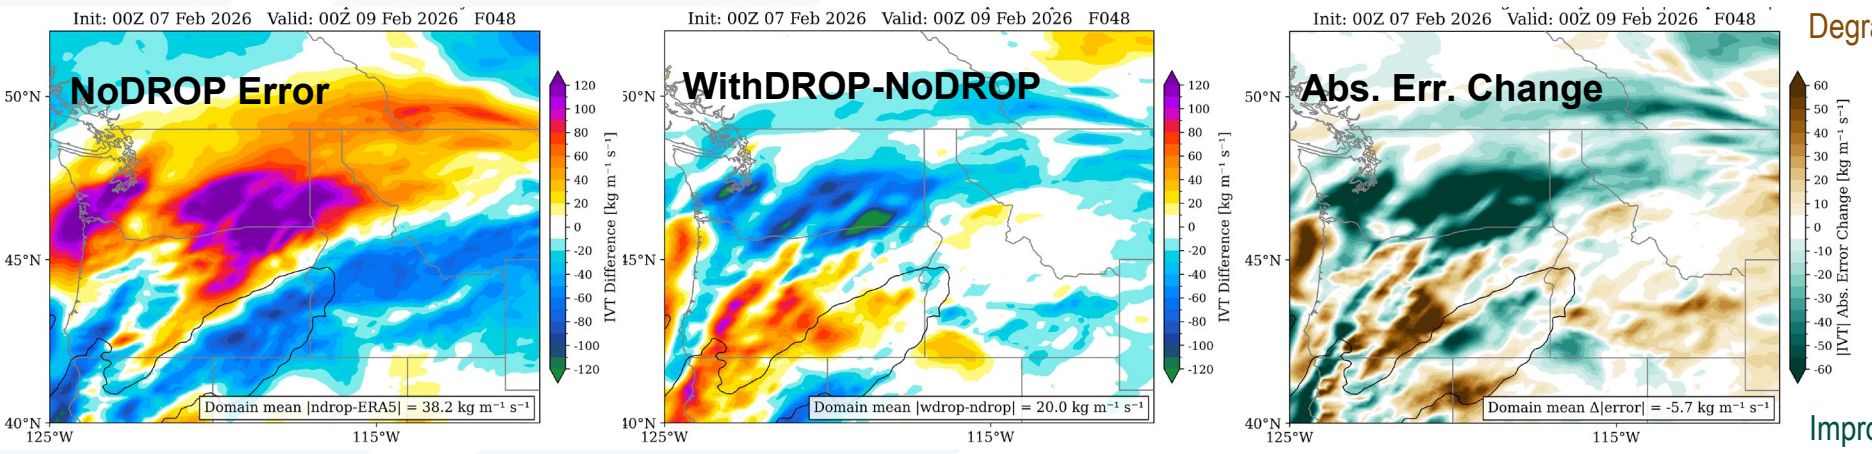 Init: 00Z 07 Feb 2026 Valid: 00Z 09 Feb 2026 F048
NoDROP Error
50°N
45°N
40°N
125°W
115°W
Domain mean |ndrop-ERA5| = 38.2 kg m⁻¹ s⁻¹
120
100
80
60
40
20
0
-20
-40
-60
-80
-100
-120
IVT Difference [kg m⁻¹ s⁻¹]
Init: 00Z 07 Feb 2026 Valid: 00Z 09 Feb 2026 F048
WithDROP-NoDROP
50°N
15°N
10°N
125°W
115°W
Domain mean |wdrop-ndrop| = 20.0 kg m⁻¹ s⁻¹
120
100
80
60
40
20
0
-20
-40
-60
-80
-100
-120
IVT Difference [kg m⁻¹ s⁻¹]
Init: 00Z 07 Feb 2026 Valid: 00Z 09 Feb 2026 F048
Abs. Err. Change
50°N
45°N
40°N
125°W
115°W
Domain mean Δ|error| = -5.7 kg m⁻¹ s⁻¹
60
50
40
30
20
10
0
-10
-20
-30
-40
-50
-60
|IVT| Abs. Error Change [kg m⁻¹ s⁻¹]
Degra
Impro